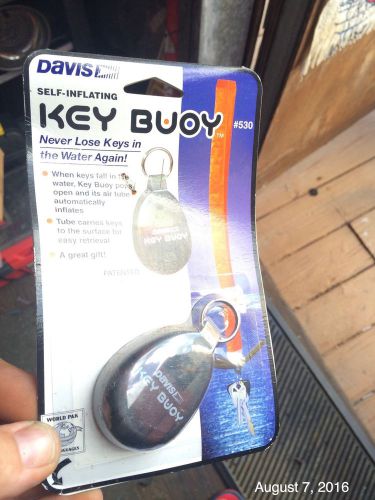 DAVIS
SELF-INFLATING
KEY BUOY™
#530
Never Lose Keys in
the Water Again!
• When keys fall in the
water, Key Buoy pops
open and its air tube
automatically
inflates
• Tube carries keys
to the surface for
easy retrieval
• A great gift!
KEY BUOY
PATENTED
DAVIS
KEY BUOY
WORLD PAK
LANGUAGES
August 7, 2016